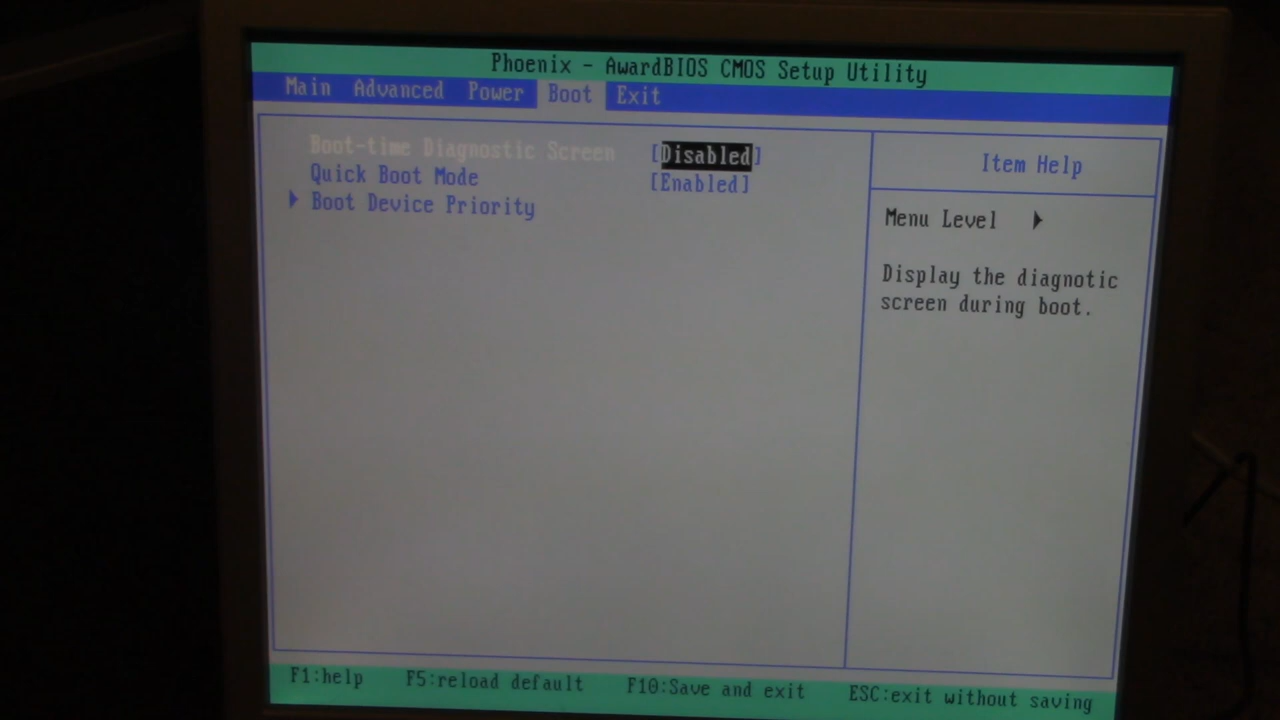 Phoenix - AwardBIOS CMOS Setup Utility
Main Advanced Power Boot Exit
Boot-time Diagnostic Screen [Disabled]
Quick Boot Mode [Enabled]
Boot Device Priority
Item Help
Menu Level
Display the diagnotic
screen during boot.
F1:help F5:reload default F10:Save and exit ESC:exit without saving